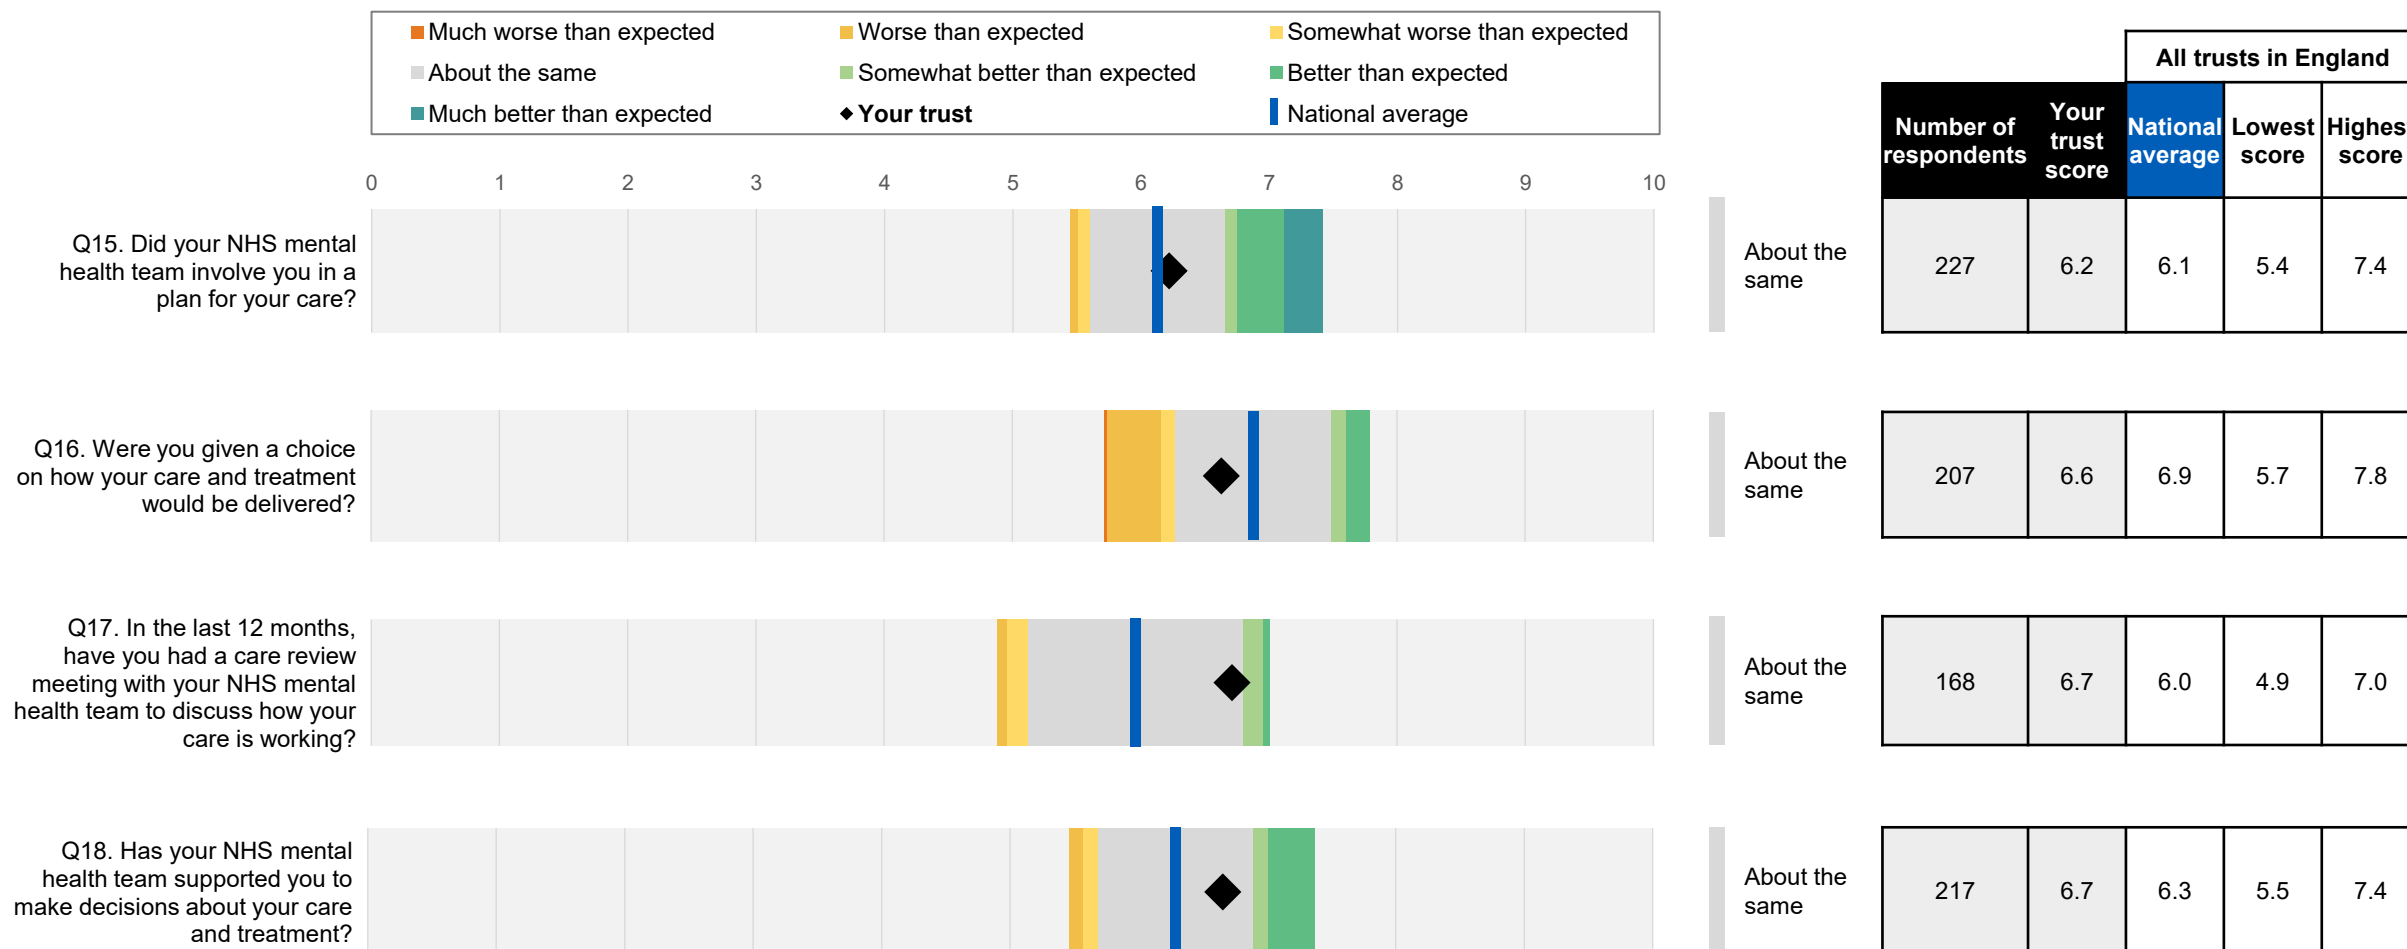 Much worse than expected
Worse than expected
Somewhat worse than expected
About the same
Somewhat better than expected
Better than expected
Much better than expected
Your trust
National average
All trusts in England
Number of
respondents
Your
trust
score
National
average
Lowest
score
Highes
score
0 1 2 3 4 5 6 7 8 9 10
Q15. Did your NHS mental
health team involve you in a
plan for your care?
About the
same
227 6.2 6.1 5.4 7.4
Q16. Were you given a choice
on how your care and treatment
would be delivered?
About the
same
207 6.6 6.9 5.7 7.8
Q17. In the last 12 months,
have you had a care review
meeting with your NHS mental
health team to discuss how your
care is working?
About the
same
168 6.7 6.0 4.9 7.0
Q18. Has your NHS mental
health team supported you to
make decisions about your care
and treatment?
About the
same
217 6.7 6.3 5.5 7.4